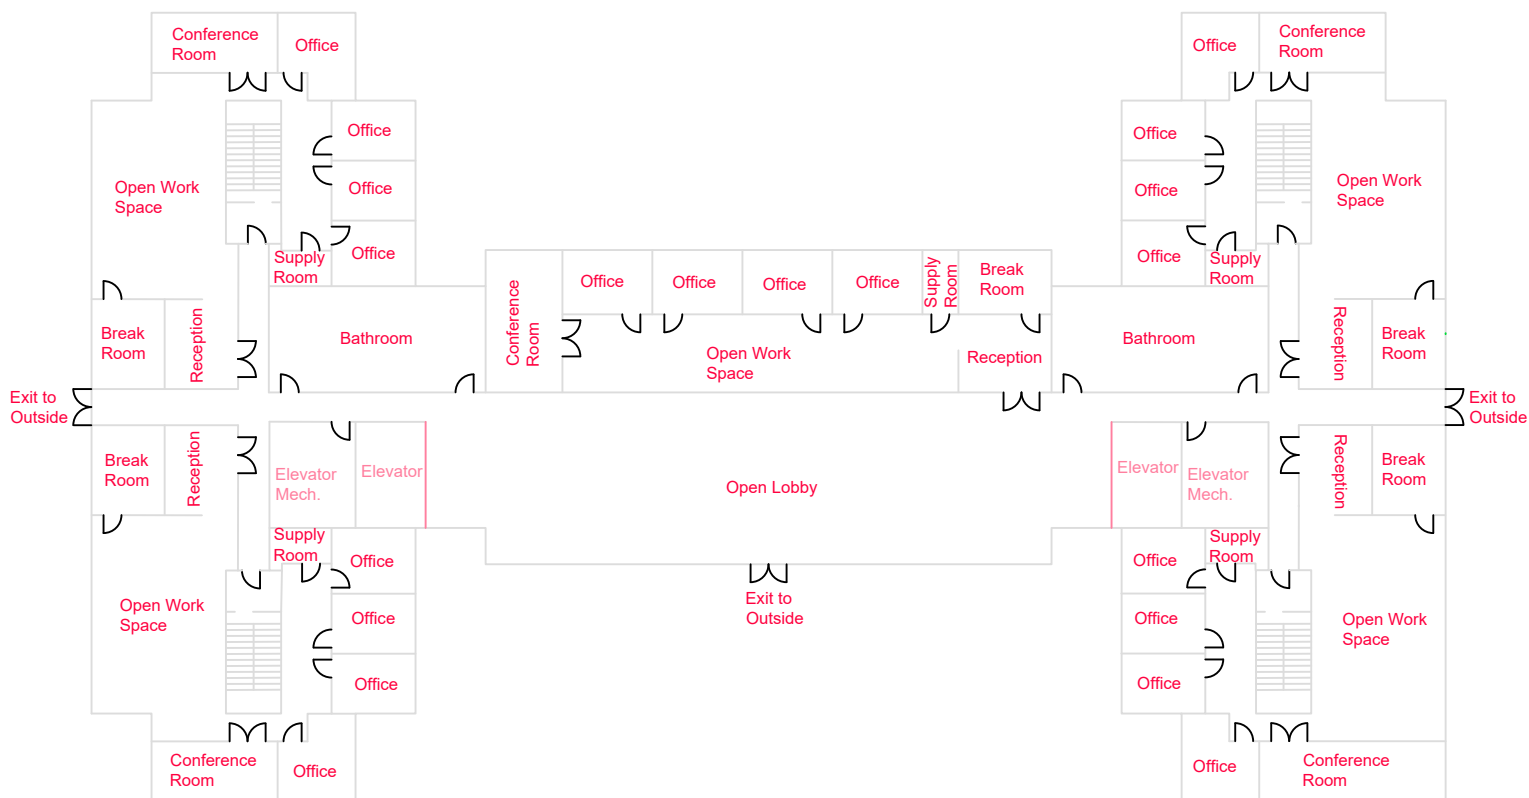 Conference
Room
Office
Office
Conference
Room
Office
Office
Open Work
Space
Office
Office
Open Work
Space
Office
Supply
Room
Office
Supply
Room
Conference
Room
Office
Office
Office
Office
Supply
Room
Break
Room
Break
Room
Reception
Bathroom
Open Work
Space
Reception
Bathroom
Reception
Break
Room
Exit to
Outside
Exit to
Outside
Break
Room
Reception
Elevator
Mech.
Elevator
Open Lobby
Elevator
Elevator
Mech.
Reception
Break
Room
Supply
Room
Office
Office
Supply
Room
Open Work
Space
Office
Exit to
Outside
Office
Open Work
Space
Office
Office
Conference
Room
Office
Office
Conference
Room